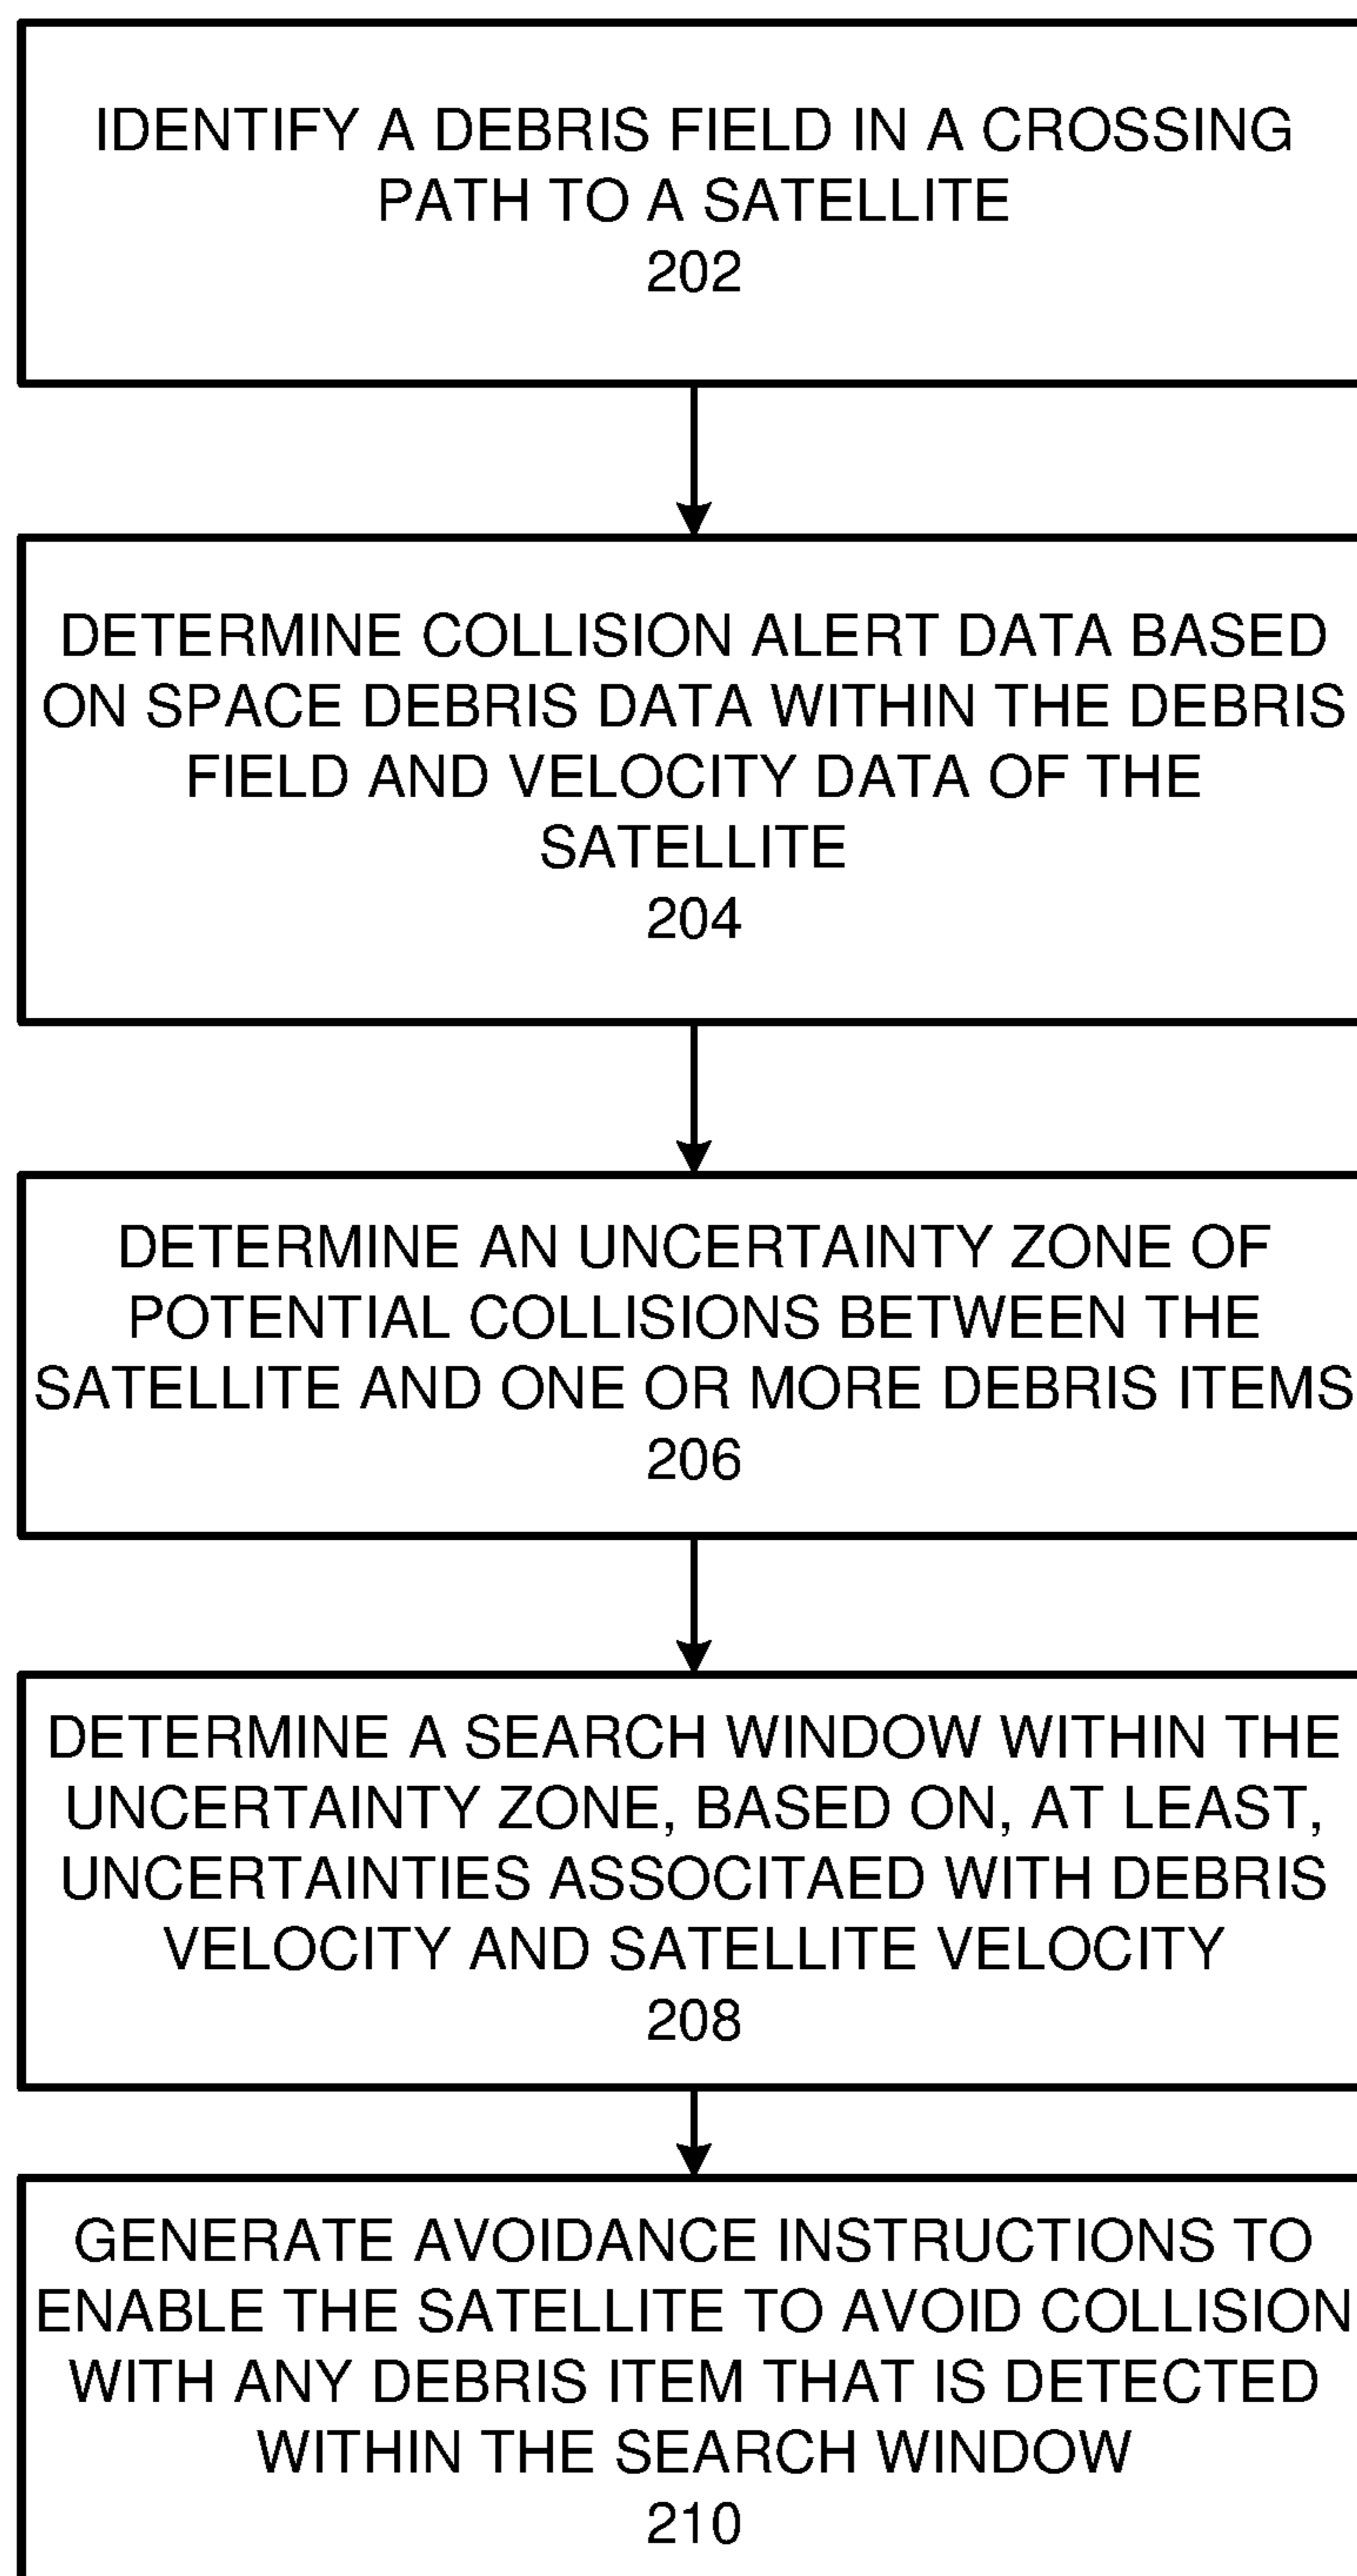 IDENTIFY A DEBRIS FIELD IN A CROSSING
PATH TO A SATELLITE
202
DETERMINE COLLISION ALERT DATA BASED
ON SPACE DEBRIS DATA WITHIN THE DEBRIS
FIELD AND VELOCITY DATA OF THE
SATELLITE
204
DETERMINE AN UNCERTAINTY ZONE OF
POTENTIAL COLLISIONS BETWEEN THE
SATELLITE AND ONE OR MORE DEBRIS ITEMS
206
DETERMINE A SEARCH WINDOW WITHIN THE
UNCERTAINTY ZONE, BASED ON, AT LEAST,
UNCERTAINTIES ASSOCITAED WITH DEBRIS
VELOCITY AND SATELLITE VELOCITY
208
GENERATE AVOIDANCE INSTRUCTIONS TO
ENABLE THE SATELLITE TO AVOID COLLISION
WITH ANY DEBRIS ITEM THAT IS DETECTED
WITHIN THE SEARCH WINDOW
210